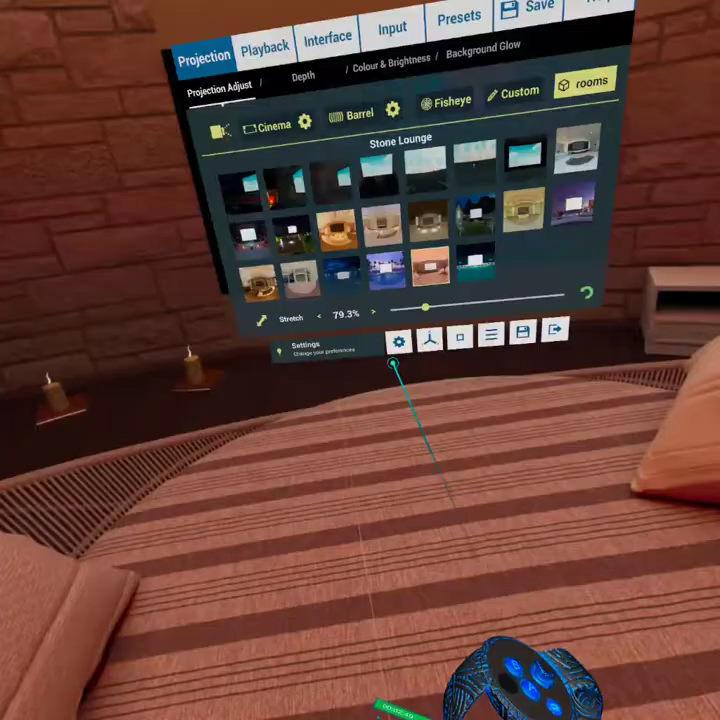 Projection
Playback
Interface
Input
Presets
Save
Projection Adjust / Depth / Colour & Brightness / Background Glow
Cinema
Barrel
Fisheye
Custom
rooms
Stone Lounge
Stretch < 79.3% >
Settings
Change your preferences